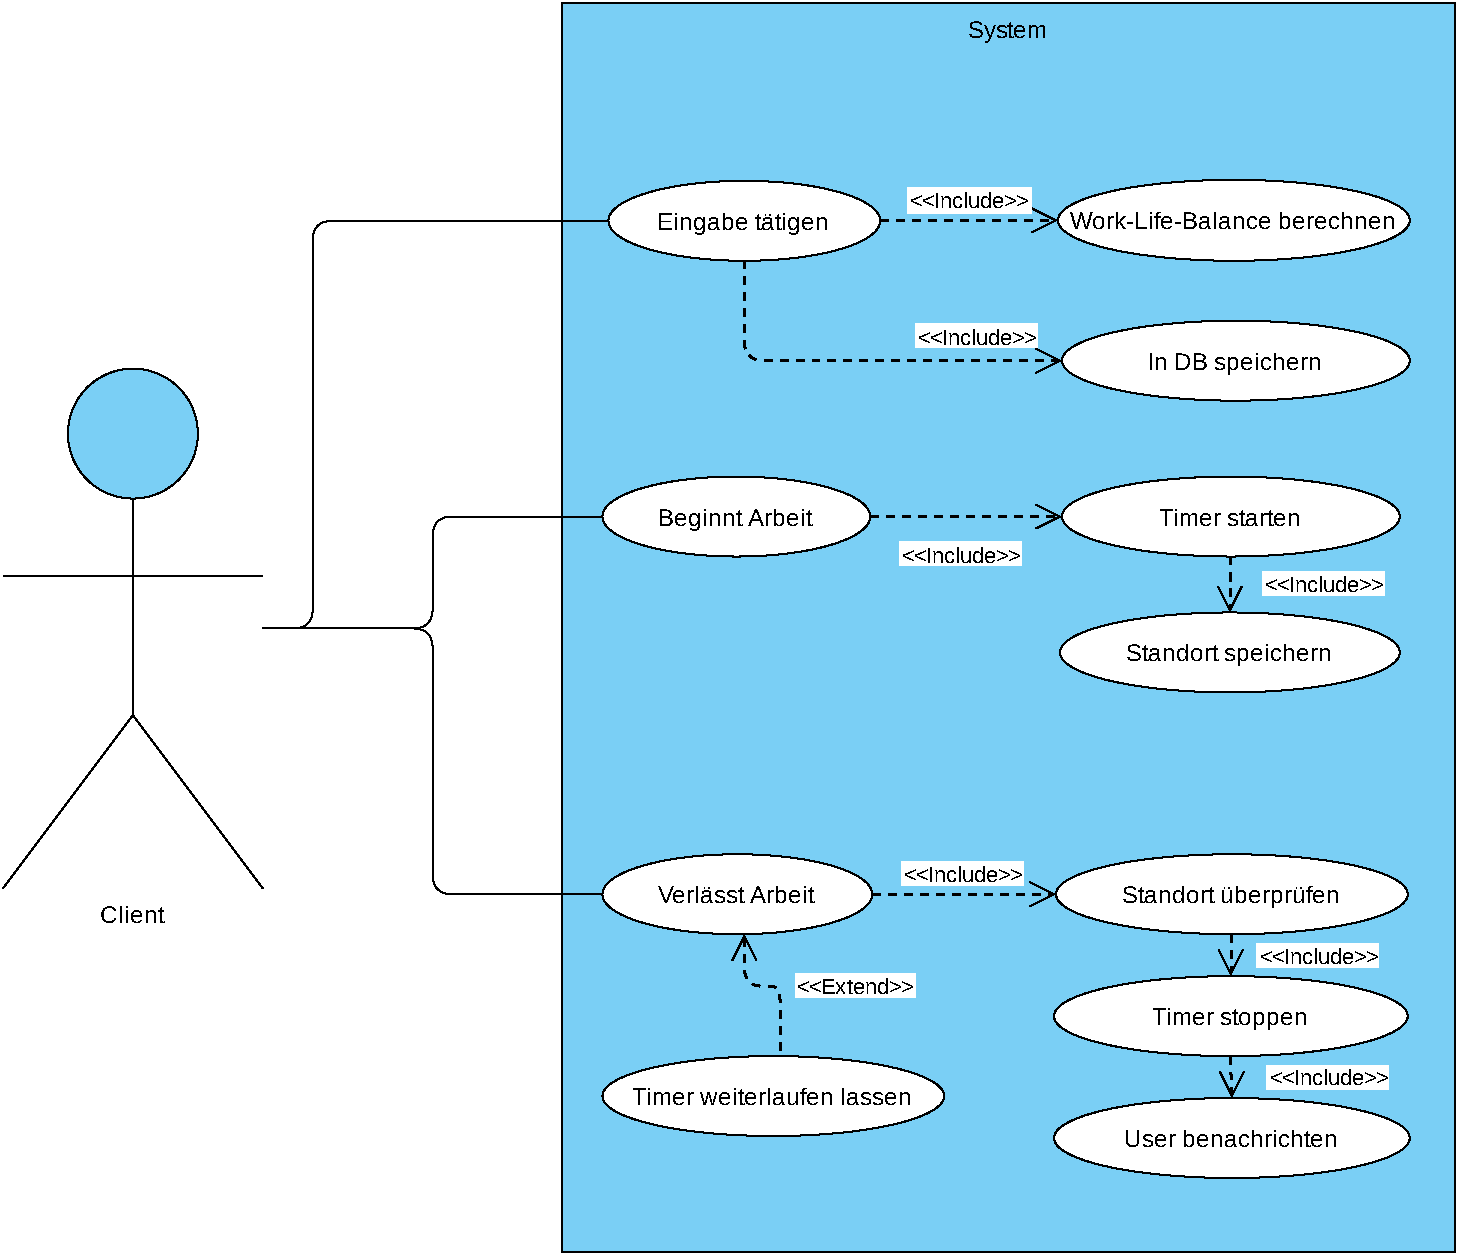 System
Eingabe tätigen
<<Include>>
Work-Life-Balance berechnen
<<Include>>
In DB speichern
Beginnt Arbeit
<<Include>>
Timer starten
<<Include>>
Standort speichern
Verlässt Arbeit
<<Include>>
Standort überprüfen
<<Include>>
<<Extend>>
Timer stoppen
<<Include>>
Timer weiterlaufen lassen
User benachrichten
Client